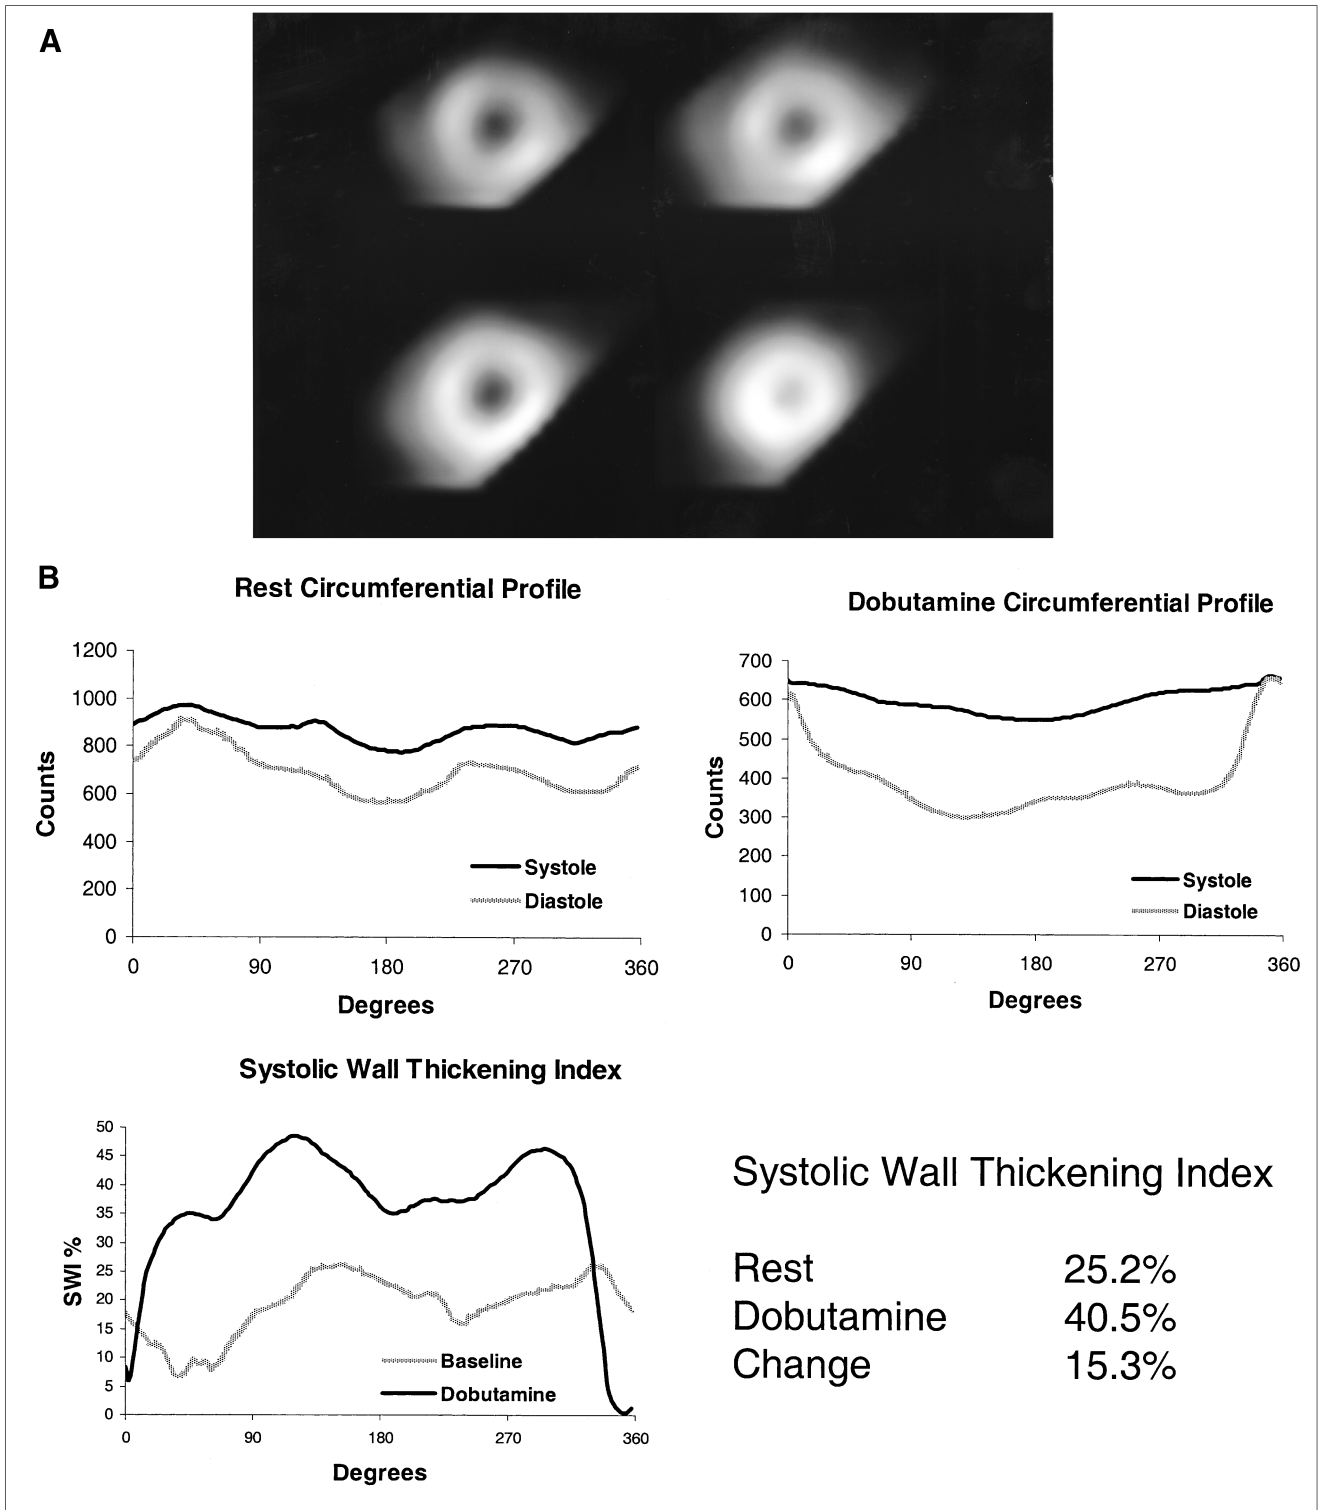 A
B
Rest Circumferential Profile
1200
1000
800
600
400
200
0
Counts
Systole
Diastole
0 90 180 270 360
Degrees
Dobutamine Circumferential Profile
700
600
500
400
300
200
100
0
Counts
Systole
Diastole
0 90 180 270 360
Degrees
Systolic Wall Thickening Index
50
45
40
35
30
25
20
15
10
5
0
SWI %
Baseline
Dobutamine
0 90 180 270 360
Degrees
Systolic Wall Thickening Index
Rest 25.2%
Dobutamine 40.5%
Change 15.3%